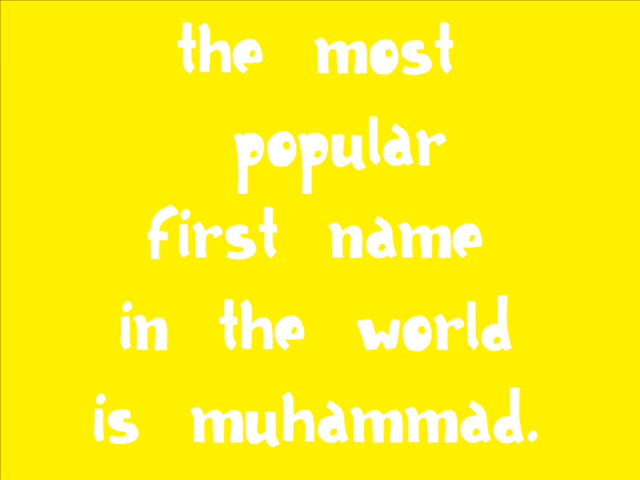 the most
popular
first name
in the world
is muhammad.